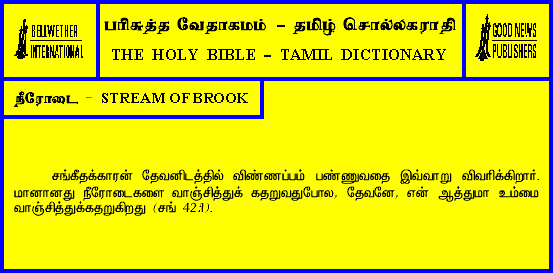 BELLWETHER
INTERNATIONAL
பரிசுத்த வேதாகமம் – தமிழ் சொல்லகராதி
THE HOLY BIBLE – TAMIL DICTIONARY
GOOD NEWS
PUBLISHERS
நீரோடை - STREAM OF BROOK
சங்கீதக்காரன் தேவனிடத்தில் விண்ணப்பம் பண்ணுவதை இவ்வாறு விவரிக்கிறார்.
மானானது நீரோடைகளை வாஞ்சித்துக் கதறுவதுபோல, தேவனே, என் ஆத்துமா உம்மை
வாஞ்சித்துக்கதறுகிறது (சங் 42:1).